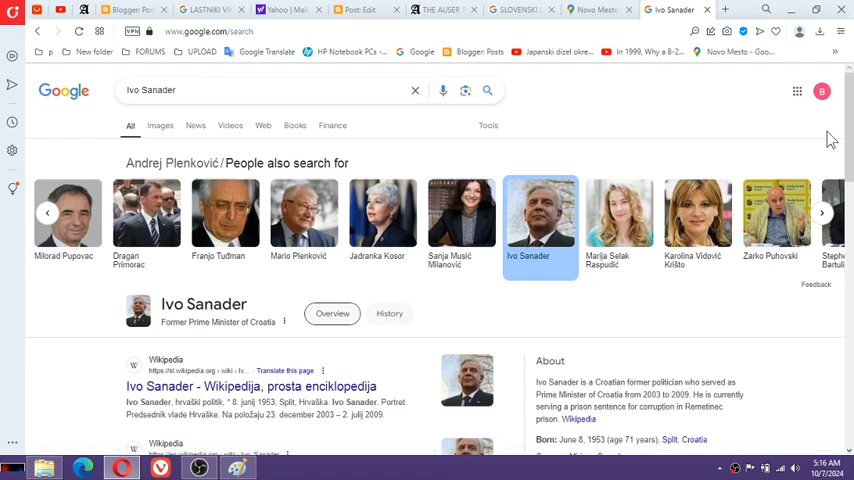 Blogger: Post
LASTNIKI VIK
Yahoo | Mail
Post: Edit
THE AUSER T
SLOVENSKI L
Novo Mesto -
Ivo Sanader
VPN
www.google.com/search
p
New folder
FORUMS
UPLOAD
Google Translate
HP Notebook PCs -...
Google
Blogger: Posts
Japanski dizel okre...
In 1999, Why a B-2...
Novo Mesto - Goo...
Google
Ivo Sanader
B
All
Images
News
Videos
Web
Books
Finance
Tools
Andrej Plenković/People also search for
Milorad Pupovac
Dragan Primorac
Franjo Tuđman
Mario Plenković
Jadranka Kosor
Sanja Musić Milanović
Ivo Sanader
Marija Selak Raspudić
Karolina Vidović Krišto
Žarko Puhovski
Stephe
Bartuli
Feedback
Ivo Sanader
Former Prime Minister of Croatia
Overview
History
W
Wikipedia
https://sl.wikipedia.org › wiki › Iv... · Translate this page
Ivo Sanader - Wikipedija, prosta enciklopedija
Ivo Sanader, hrvaški politik, * 8. junij 1953, Split, Hrvaška. Ivo Sanader. Portret.
Predsednik vlade Hrvaške. Na položaju 23. december 2003 – 2. julij 2009.
W
Wikipedia
About
Ivo Sanader is a Croatian former politician who served as
Prime Minister of Croatia from 2003 to 2009. He is currently
serving a prison sentence for corruption in Remetinec
prison. Wikipedia
Born: June 8, 1953 (age 71 years), Split, Croatia
5:16 AM
10/7/2024